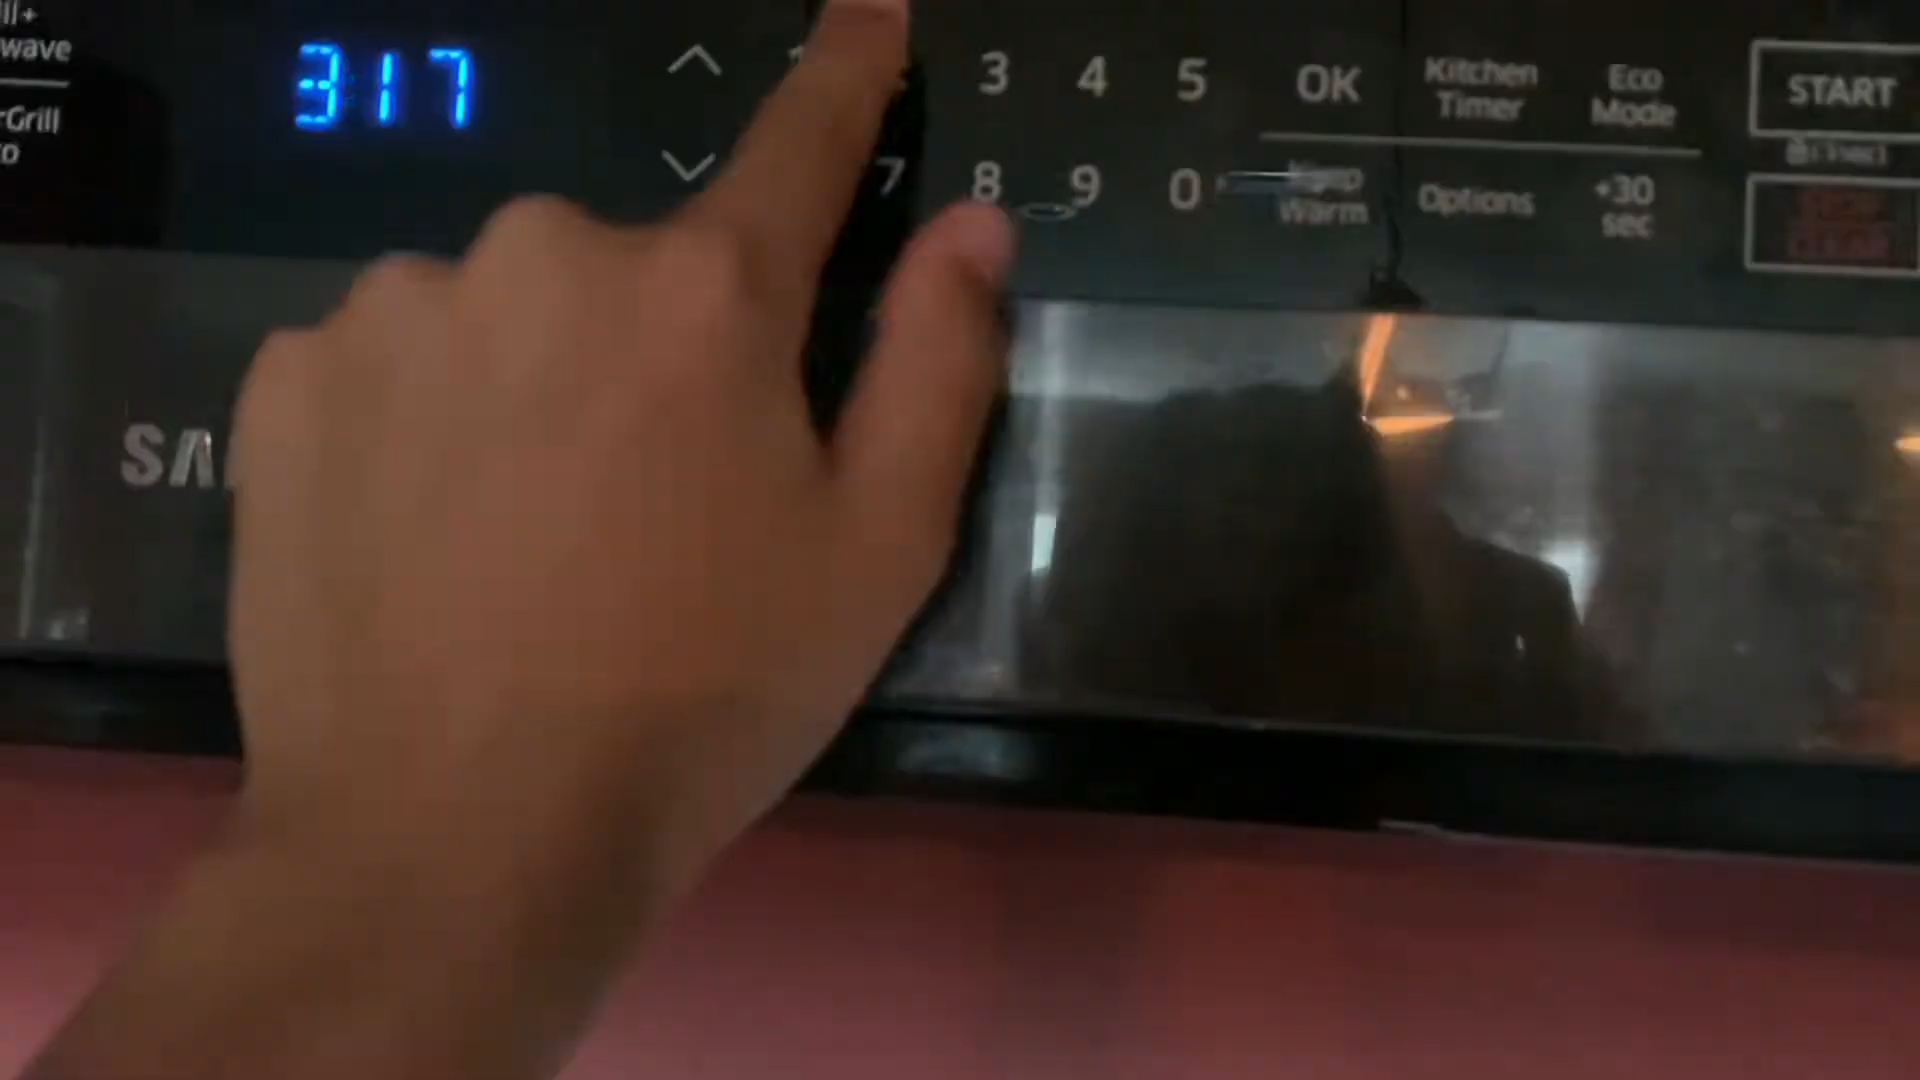 ll+
wave
rGrill
317
3 4 5
7 8 9 0
OK
Kitchen
Timer
Eco
Mode
Warm
Options
+30
sec
START
CLEAR
SA